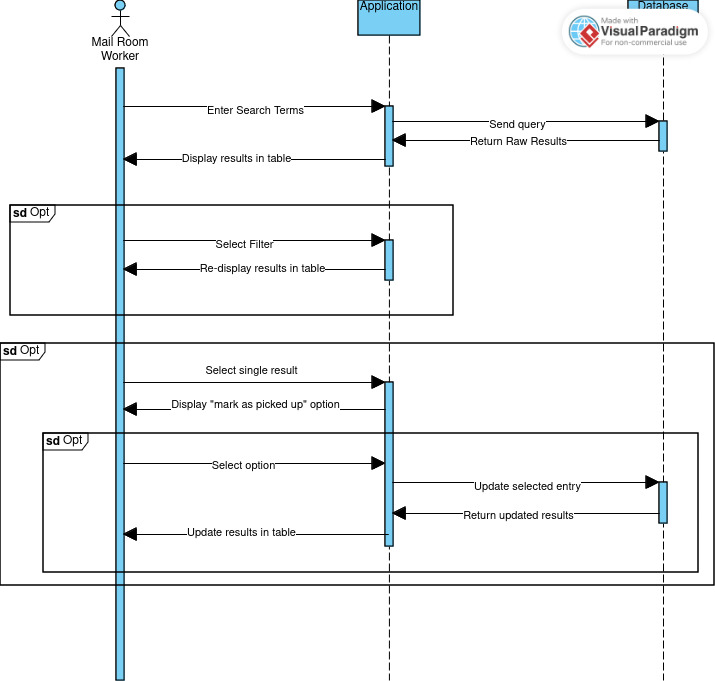 Application
Database
Made with
VisualParadigm
For non-commercial use
Mail Room
Worker
Enter Search Terms
Send query
Return Raw Results
Display results in table
sd Opt
Select Filter
Re-display results in table
sd Opt
Select single result
Display "mark as picked up" option
sd Opt
Select option
Update selected entry
Return updated results
Update results in table